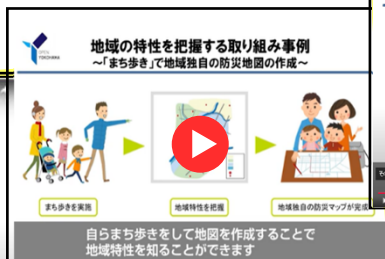 地域の特性を把握する取り組み事例
～「まち歩き」で地域独自の防災地図の作成～
まち歩きを実施
地域特性を把握
地域独自の防災マップが完成
自らまち歩きをして地図を作成することで
地域特性を知ることができます